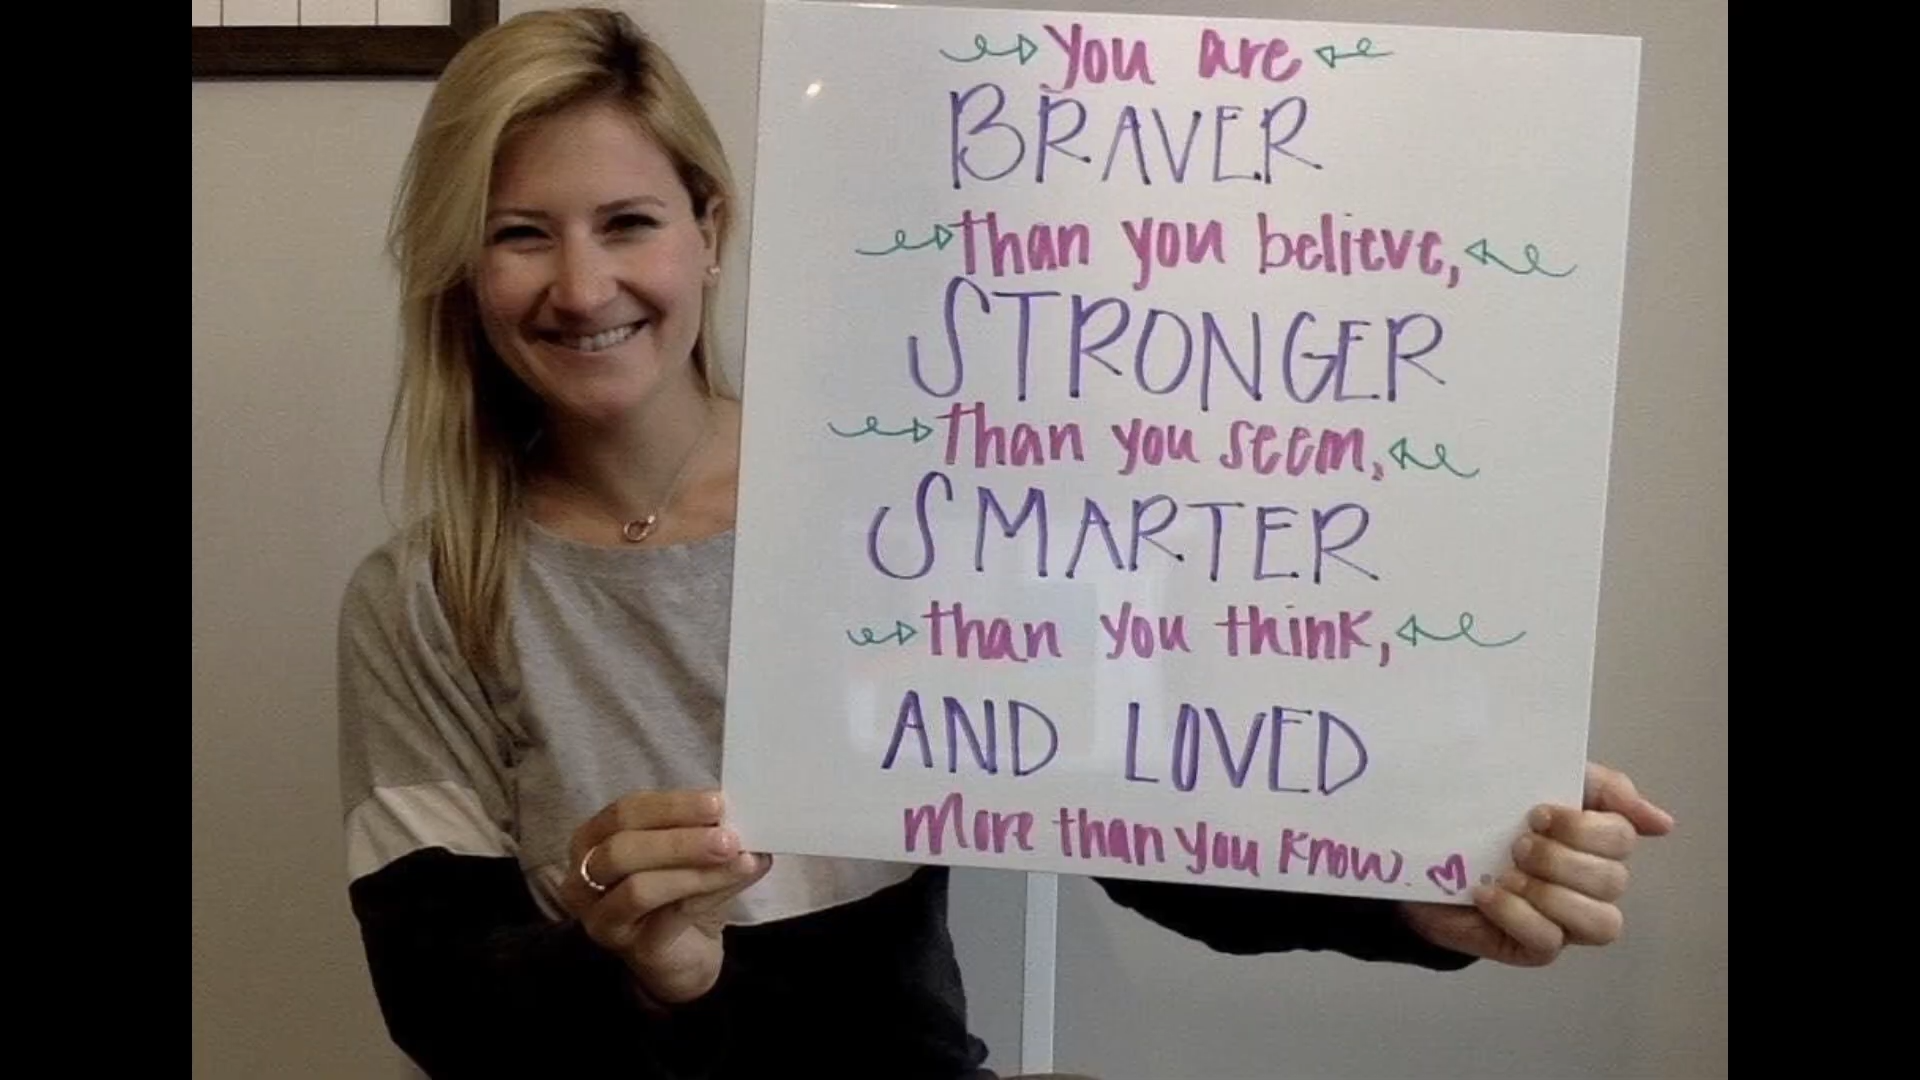 You are
BRAVER
than you believe,
STRONGER
than you seem,
SMARTER
than you think,
AND LOVED
more than you know.